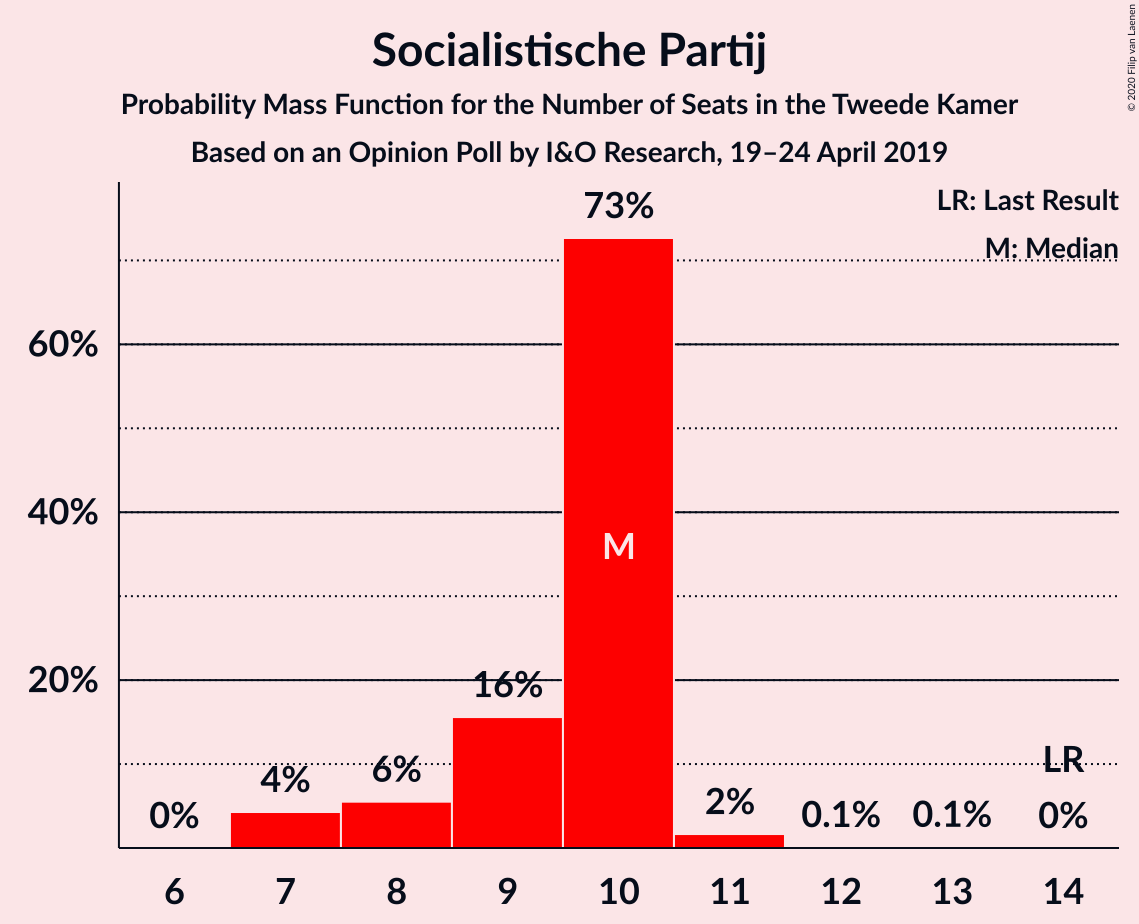 Socialistische Partij
Probability Mass Function for the Number of Seats in the Tweede Kamer
Based on an Opinion Poll by I&O Research, 19–24 April 2019
© 2020 Filip van Laenen
LR: Last Result
M: Median
60%
40%
20%
0%
4%
6%
16%
73%
M
2%
0.1%
0.1%
LR
0%
6 7 8 9 10 11 12 13 14